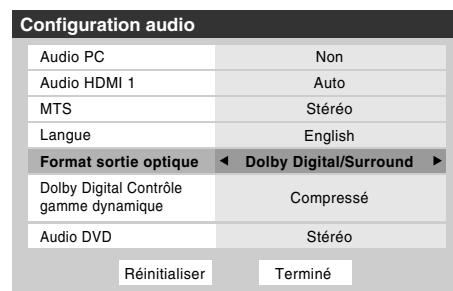 Configuration audio
Audio PC Non
Audio HDMI 1 Auto
MTS Stéréo
Langue English
Format sortie optique ◄ Dolby Digital/Surround ►
Dolby Digital Contrôle
gamme dynamique Compressé
Audio DVD Stéréo
Réinitialiser Terminé